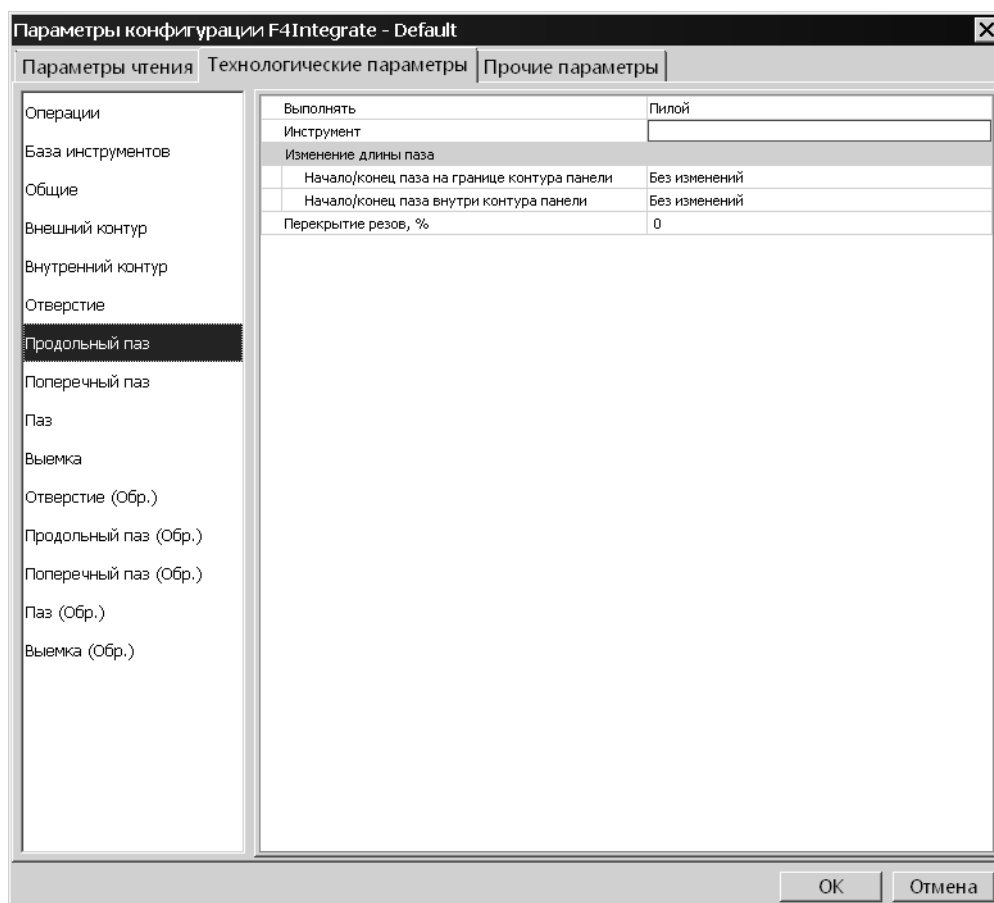 Параметры конфигурации F4Integrate - Default
Параметры чтения Технологические параметры Прочие параметры
Операции
База инструментов
Общие
Внешний контур
Внутренний контур
Отверстие
Продольный паз
Поперечный паз
Паз
Выемка
Отверстие (Обр.)
Продольный паз (Обр.)
Поперечный паз (Обр.)
Паз (Обр.)
Выемка (Обр.)
Выполнять Пилой
Инструмент
Изменение длины паза
Начало/конец паза на границе контура панели Без изменений
Начало/конец паза внутри контура панели Без изменений
Перекрытие резов, % 0
OK Отмена